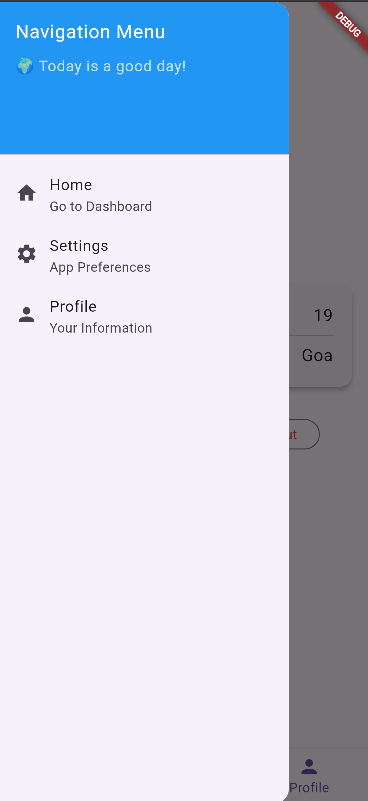 DEBUG
Navigation Menu
🌍 Today is a good day!
Home
Go to Dashboard
Settings
App Preferences
Profile
Your Information
19
Goa
Profile